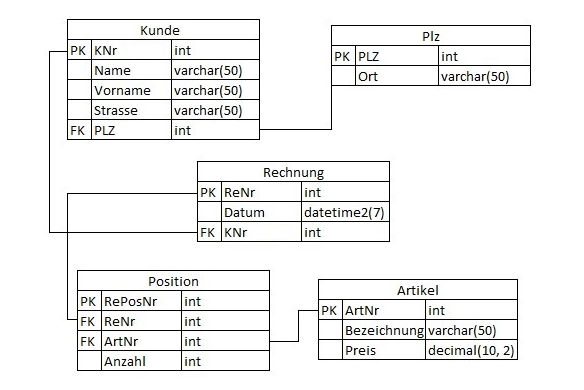 Kunde
PK KNr int
Name varchar(50)
Vorname varchar(50)
Strasse varchar(50)
FK PLZ int
Plz
PK PLZ int
Ort varchar(50)
Rechnung
PK ReNr int
Datum datetime2(7)
FK KNr int
Position
PK RePosNr int
FK ReNr int
FK ArtNr int
Anzahl int
Artikel
PK ArtNr int
Bezeichnung varchar(50)
Preis decimal(10, 2)